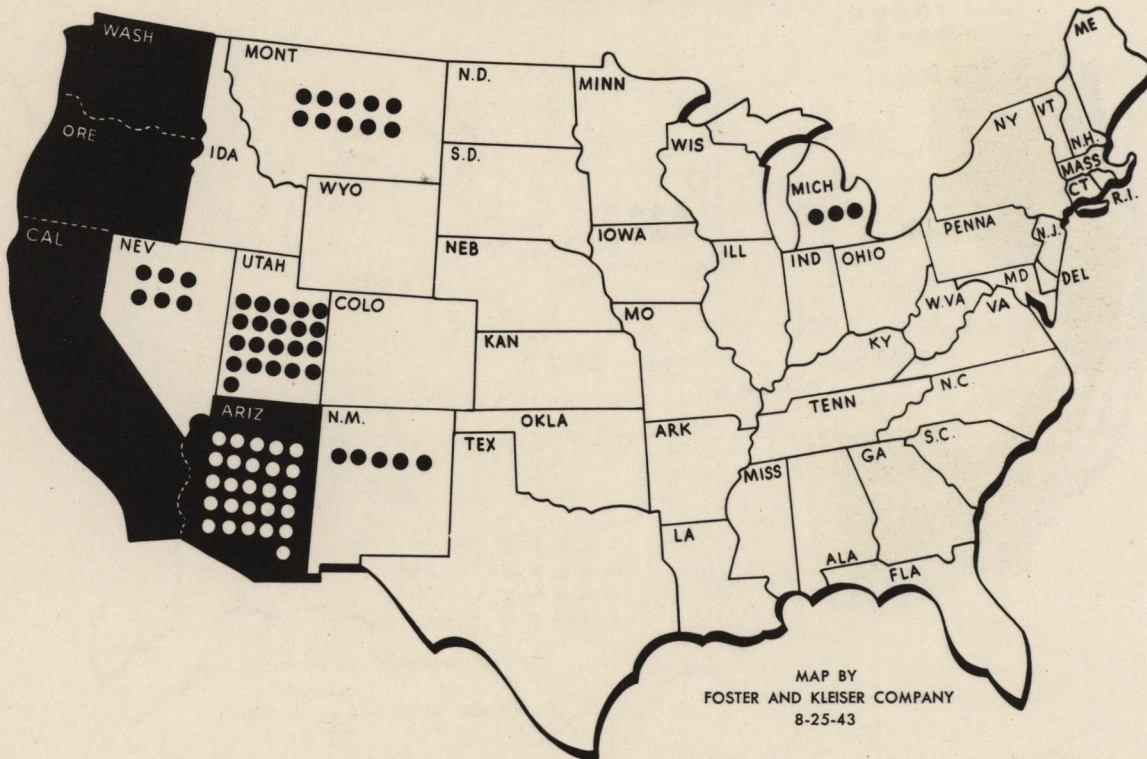 WASH
MONT
N.D.
MINN
ME
ORE
IDA
S.D.
WIS
NY
VT
N.H.
MASS
CT
R.I.
WYO
MICH
CAL
NEV
UTAH
NEB
IOWA
ILL
IND
OHIO
PENNA
N.J.
MD
DEL
COLO
MO
W.VA
VA
KAN
KY
ARIZ
N.M.
OKLA
TENN
N.C.
TEX
ARK
MISS
GA
S.C.
LA
ALA
FLA
MAP BY
FOSTER AND KLEISER COMPANY
8-25-43